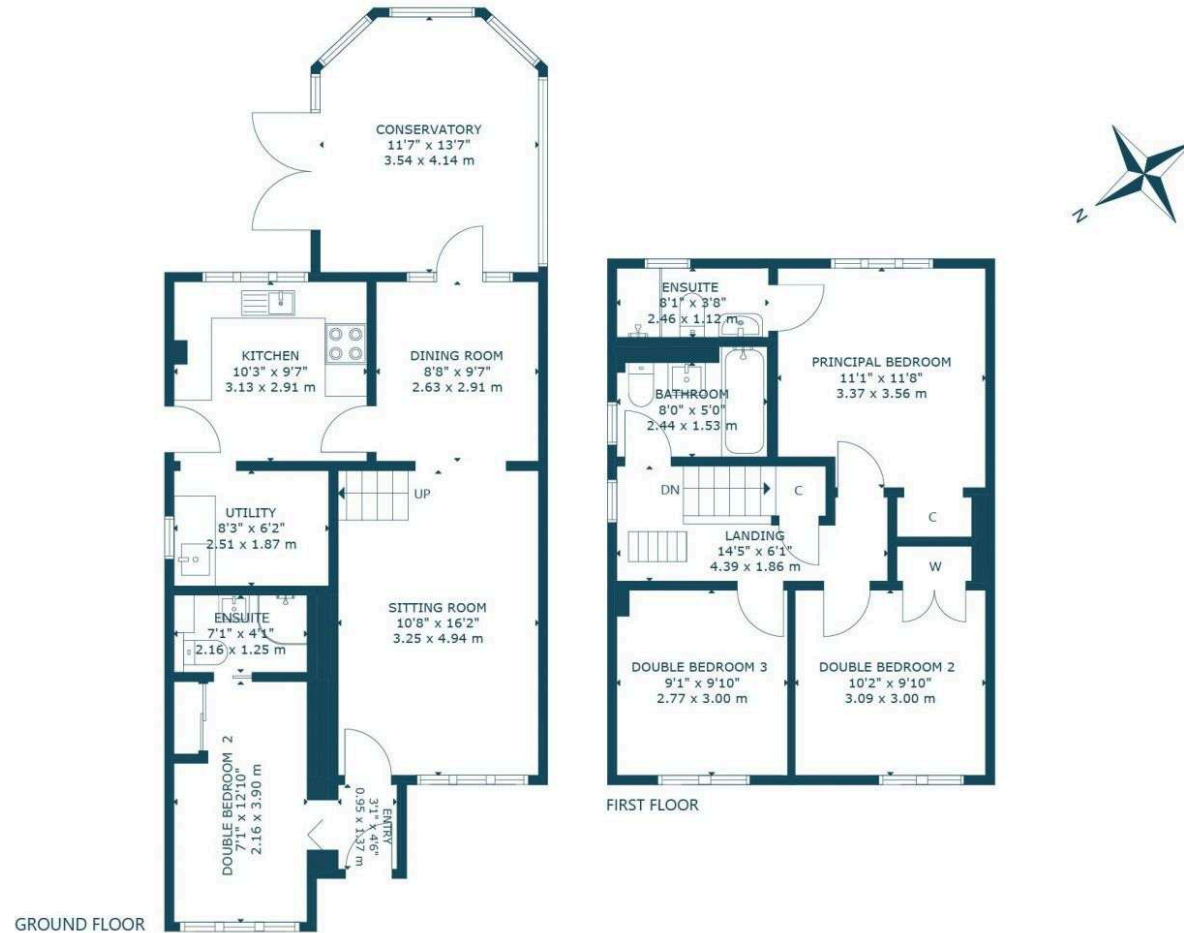 CONSERVATORY
11'7" x 13'7"
3.54 x 4.14 m
N
KITCHEN
10'3" x 9'7"
3.13 x 2.91 m
DINING ROOM
8'8" x 9'7"
2.63 x 2.91 m
UTILITY
8'3" x 6'2"
2.51 x 1.87 m
UP
ENSUITE
7'1" x 4'1"
2.16 x 1.25 m
SITTING ROOM
10'8" x 16'2"
3.25 x 4.94 m
DOUBLE BEDROOM 2
7'1" x 12'10"
2.16 x 3.90 m
ENTRY
3'1" x 4'6"
0.95 x 1.37 m
GROUND FLOOR
ENSUITE
8'1" x 3'8"
2.46 x 1.12 m
PRINCIPAL BEDROOM
11'1" x 11'8"
3.37 x 3.56 m
BATHROOM
8'0" x 5'0"
2.44 x 1.53 m
DN
C
C
LANDING
14'5" x 6'1"
4.39 x 1.86 m
W
DOUBLE BEDROOM 3
9'1" x 9'10"
2.77 x 3.00 m
DOUBLE BEDROOM 2
10'2" x 9'10"
3.09 x 3.00 m
FIRST FLOOR